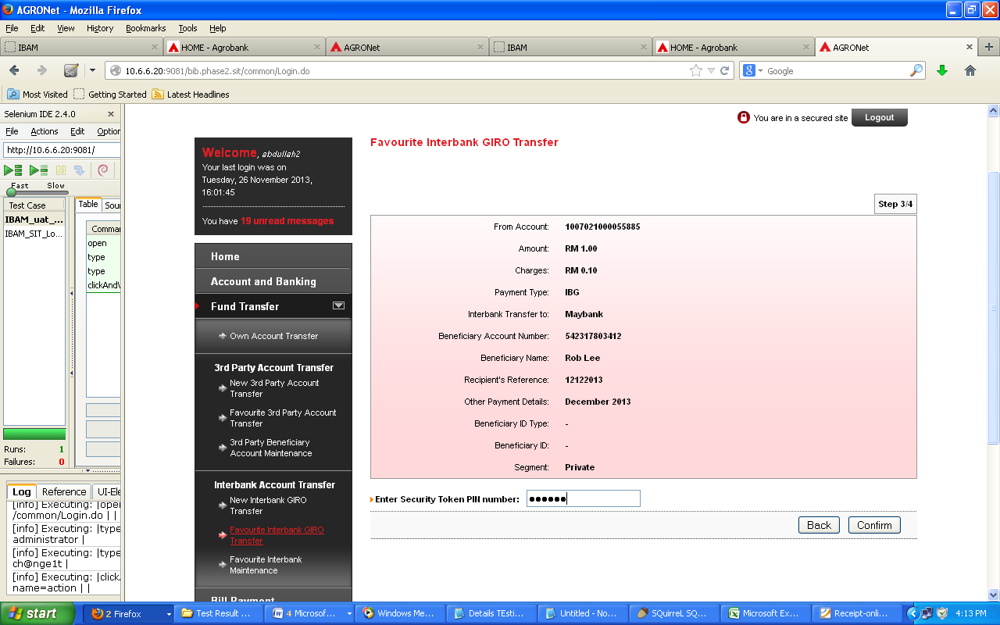 AGRONet - Mozilla Firefox
File Edit View History Bookmarks Tools Help
IBAM
HOME - Agrobank
AGRONet
IBAM
HOME - Agrobank
AGRONet
10.6.6.20:9081/bib.phase2.sit/common/Login.do
Google
Most Visited Getting Started Latest Headlines
Selenium IDE 2.4.0
File Actions Edit Option
http://10.6.6.20:9081/
Fast Slow
Test Case
IBAM_uat_...
IBAM_SIT_Lo...
Table Sour
Comma
open
type
type
clickAndV
Runs: 1
Failures: 0
Log Reference UI-Ele
[info] Executing: |open
/common/Login.do | |
[info] Executing: |type
administrator |
[info] Executing: |type
ch@nge1t |
[info] Executing: |click
name=action | |
You are in a secured site Logout
Welcome, abdullah2
Your last login was on
Tuesday, 26 November 2013,
16:01:45
You have 19 unread messages
Home
Account and Banking
Fund Transfer
Own Account Transfer
3rd Party Account Transfer
New 3rd Party Account
Transfer
Favourite 3rd Party Account
Transfer
3rd Party Beneficiary
Account Maintenance
Interbank Account Transfer
New Interbank GIRO
Transfer
Favourite Interbank GIRO
Transfer
Favourite Interbank
Maintenance
Bill Payment
Favourite Interbank GIRO Transfer
Step 3/4
From Account: 1007021000055885
Amount: RM 1.00
Charges: RM 0.10
Payment Type: IBG
Interbank Transfer to: Maybank
Beneficiary Account Number: 542317803412
Beneficiary Name: Rob Lee
Recipient's Reference: 12122013
Other Payment Details: December 2013
Beneficiary ID Type: -
Beneficiary ID: -
Segment: Private
Enter Security Token PIN number: ●●●●●●
Back Confirm
start
2 Firefox
Test Result ...
4 Microsof...
Windows Me...
Details TEsti...
Untitled - No...
SQuirreL SQ...
Microsoft Ex...
Receipt-onli...
4:13 PM